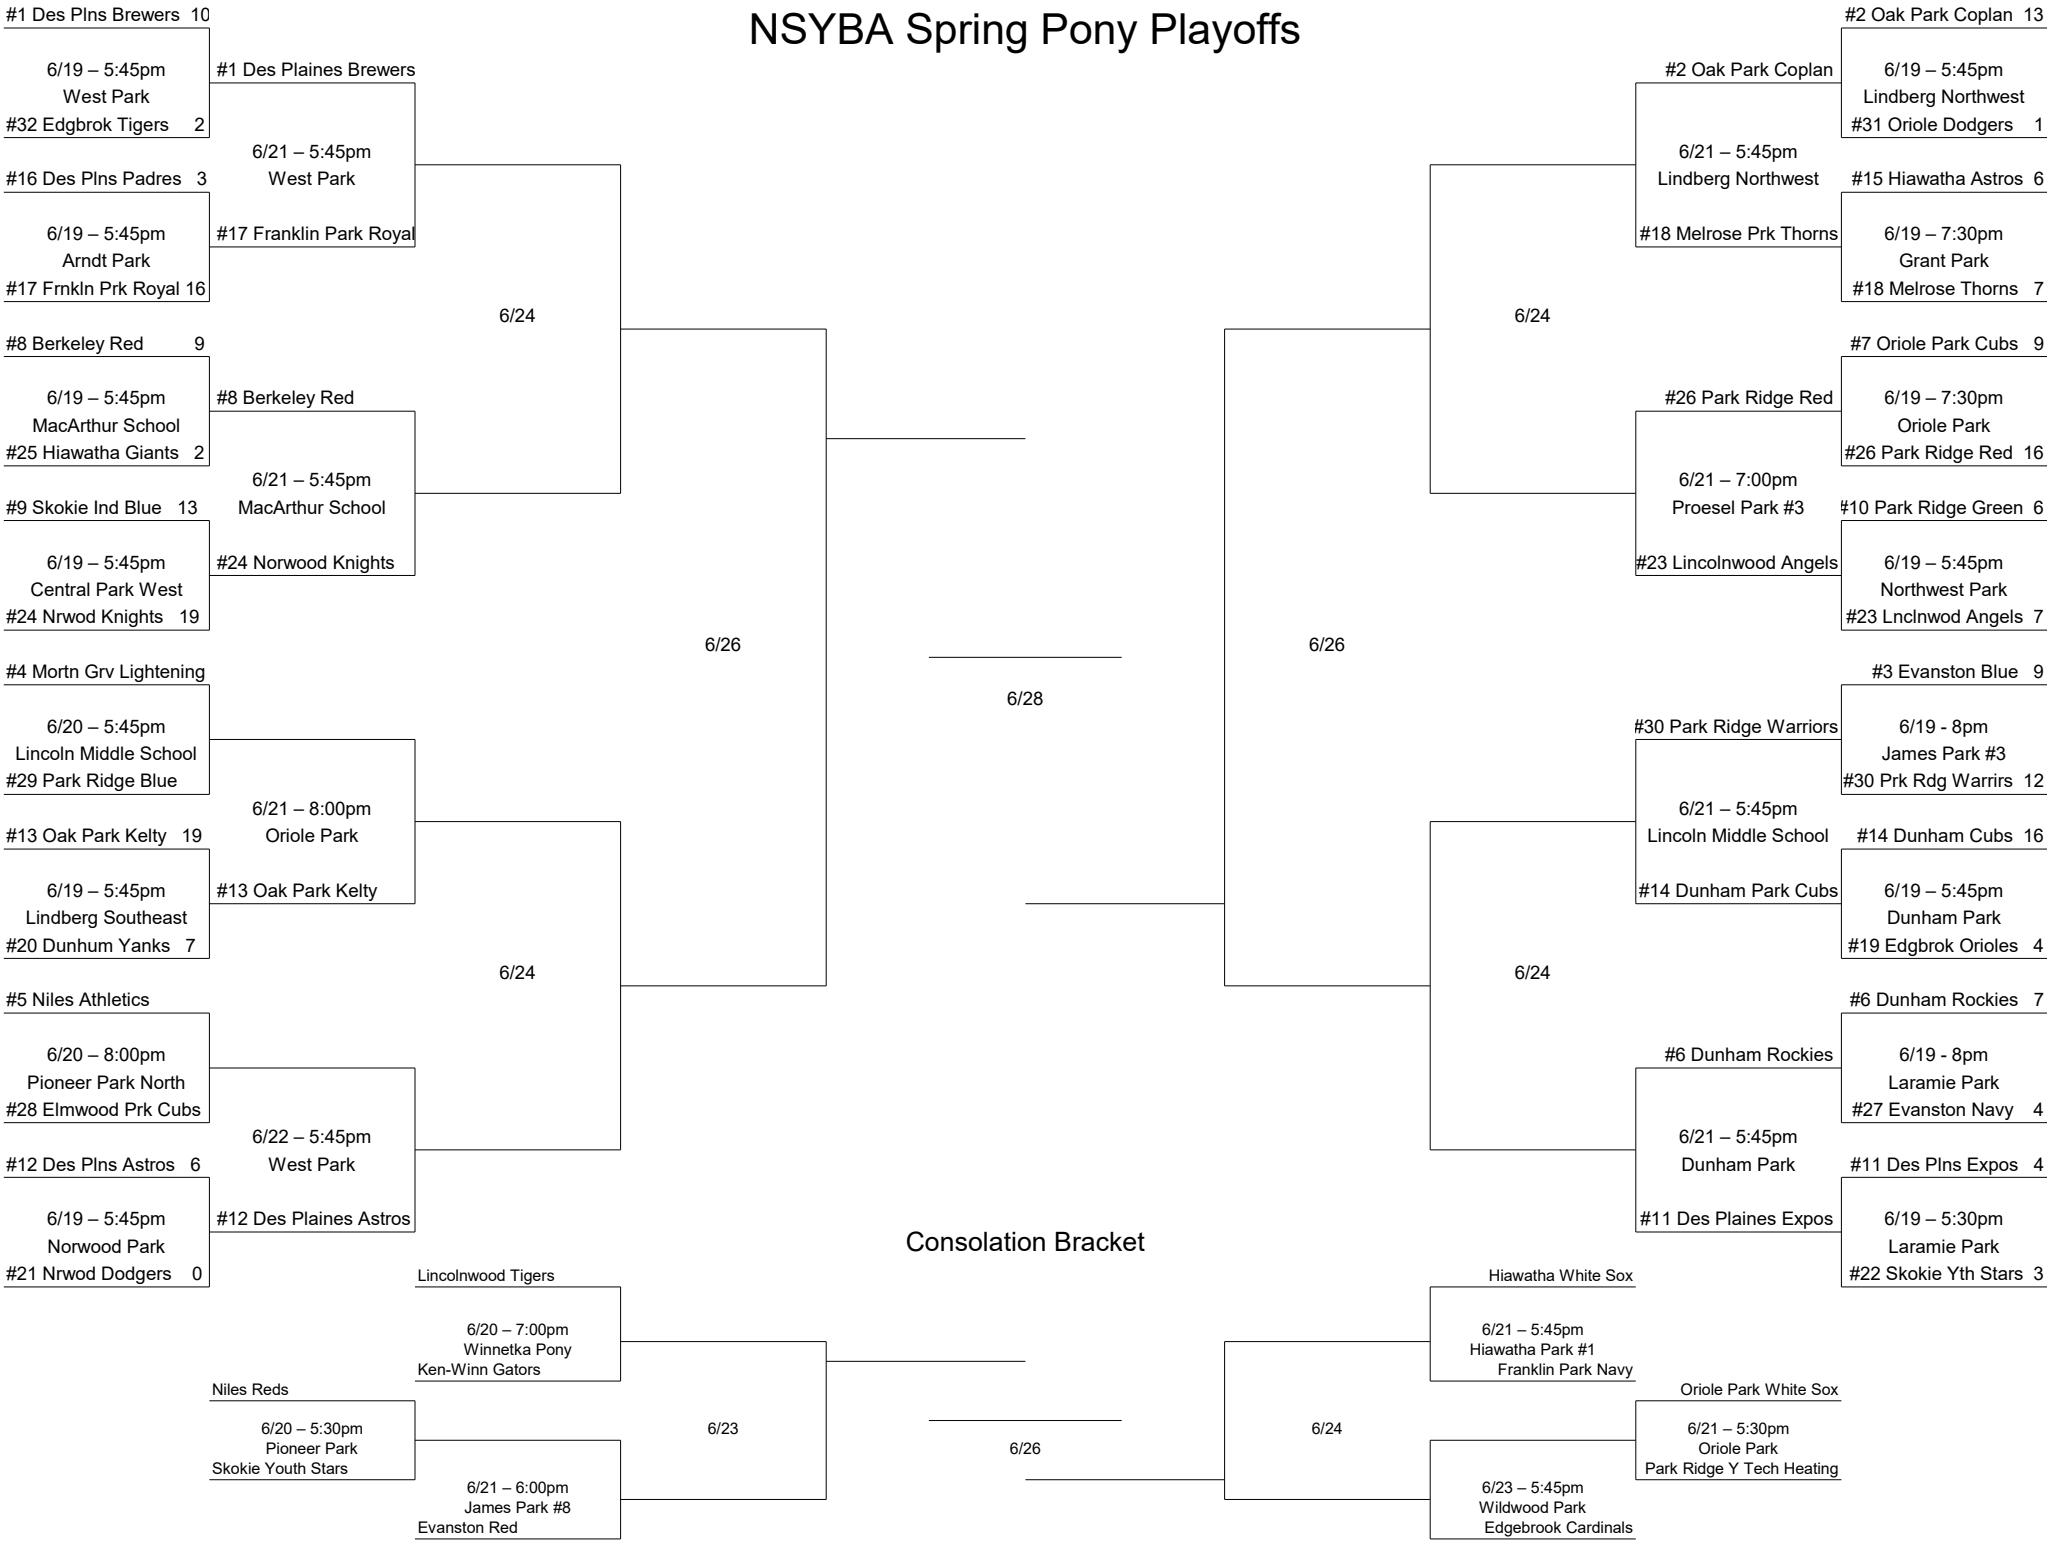 NSYBA Spring Pony Playoffs
#1 Des Plns Brewers 10
6/19 – 5:45pm
West Park
#32 Edgbrok Tigers 2
#16 Des Plns Padres 3
6/19 – 5:45pm
Arndt Park
#17 Frnkln Prk Royal 16
#8 Berkeley Red 9
6/19 – 5:45pm
MacArthur School
#25 Hiawatha Giants 2
#9 Skokie Ind Blue 13
6/19 – 5:45pm
Central Park West
#24 Nrwod Knights 19
#4 Mortn Grv Lightening
6/20 – 5:45pm
Lincoln Middle School
#29 Park Ridge Blue
#13 Oak Park Kelty 19
6/19 – 5:45pm
Lindberg Southeast
#20 Dunhum Yanks 7
#5 Niles Athletics
6/20 – 8:00pm
Pioneer Park North
#28 Elmwood Prk Cubs
#12 Des Plns Astros 6
6/19 – 5:45pm
Norwood Park
#21 Nrwod Dodgers 0
#1 Des Plaines Brewers
6/21 – 5:45pm
West Park
#17 Franklin Park Royal
#8 Berkeley Red
6/21 – 5:45pm
MacArthur School
#24 Norwood Knights
6/21 – 8:00pm
Oriole Park
#13 Oak Park Kelty
6/22 – 5:45pm
West Park
#12 Des Plaines Astros
6/24
6/24
6/26
6/28
6/26
6/24
6/24
#2 Oak Park Coplan
6/21 – 5:45pm
Lindberg Northwest
#18 Melrose Prk Thorns
#26 Park Ridge Red
6/21 – 7:00pm
Proesel Park #3
#23 Lincolnwood Angels
#30 Park Ridge Warriors
6/21 – 5:45pm
Lincoln Middle School
#14 Dunham Park Cubs
#6 Dunham Rockies
6/21 – 5:45pm
Dunham Park
#11 Des Plaines Expos
#2 Oak Park Coplan 13
6/19 – 5:45pm
Lindberg Northwest
#31 Oriole Dodgers 1
#15 Hiawatha Astros 6
6/19 – 7:30pm
Grant Park
#18 Melrose Thorns 7
#7 Oriole Park Cubs 9
6/19 – 7:30pm
Oriole Park
#26 Park Ridge Red 16
#10 Park Ridge Green 6
6/19 – 5:45pm
Northwest Park
#23 Lnclnwod Angels 7
#3 Evanston Blue 9
6/19 - 8pm
James Park #3
#30 Prk Rdg Warrirs 12
#14 Dunham Cubs 16
6/19 – 5:45pm
Dunham Park
#19 Edgbrok Orioles 4
#6 Dunham Rockies 7
6/19 - 8pm
Laramie Park
#27 Evanston Navy 4
#11 Des Plns Expos 4
6/19 – 5:30pm
Laramie Park
#22 Skokie Yth Stars 3
Consolation Bracket
Lincolnwood Tigers
6/20 – 7:00pm
Winnetka Pony
Ken-Winn Gators
Niles Reds
6/20 – 5:30pm
Pioneer Park
Skokie Youth Stars
6/21 – 6:00pm
James Park #8
Evanston Red
6/23
6/26
6/24
Hiawatha White Sox
6/21 – 5:45pm
Hiawatha Park #1
Franklin Park Navy
Oriole Park White Sox
6/21 – 5:30pm
Oriole Park
Park Ridge Y Tech Heating
6/23 – 5:45pm
Wildwood Park
Edgebrook Cardinals